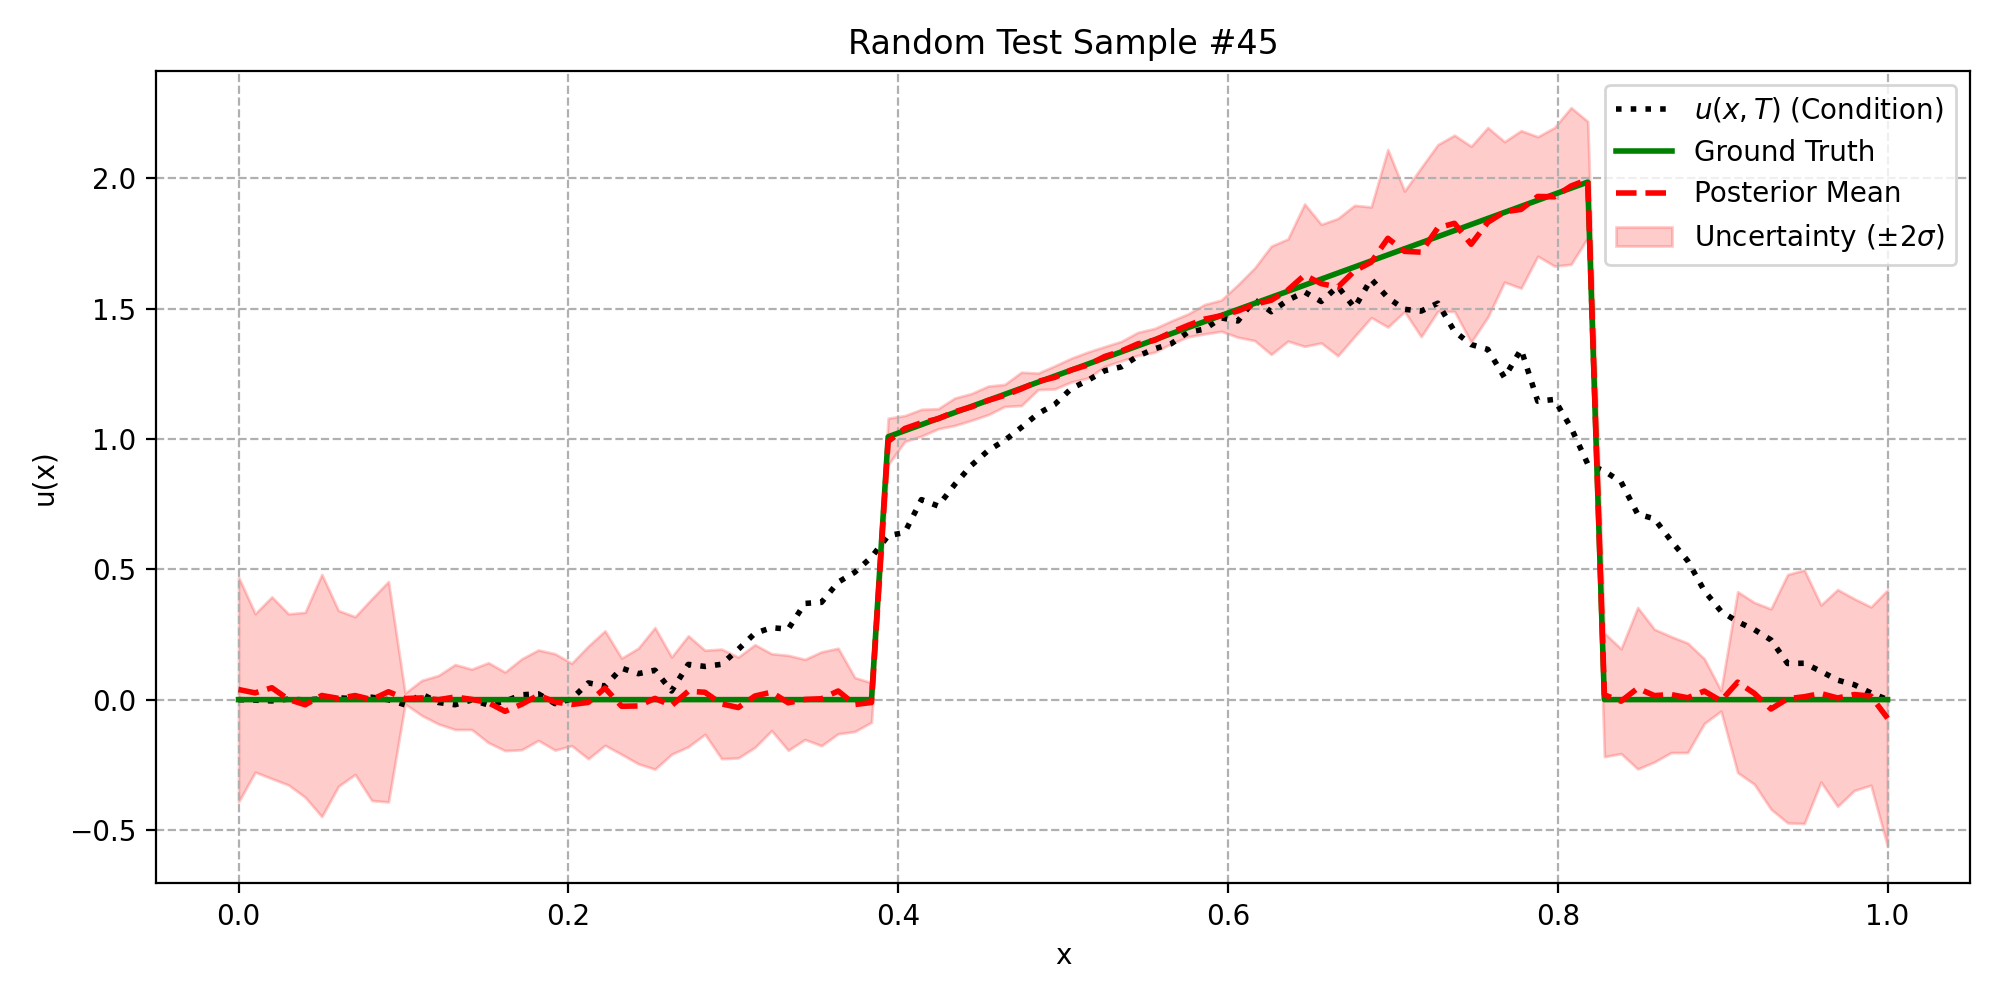 Random Test Sample #45
u(x, T) (Condition)
Ground Truth
Posterior Mean
Uncertainty (±2σ)
2.0
1.5
1.0
0.5
0.0
−0.5
u(x)
0.0 0.2 0.4 0.6 0.8 1.0
x